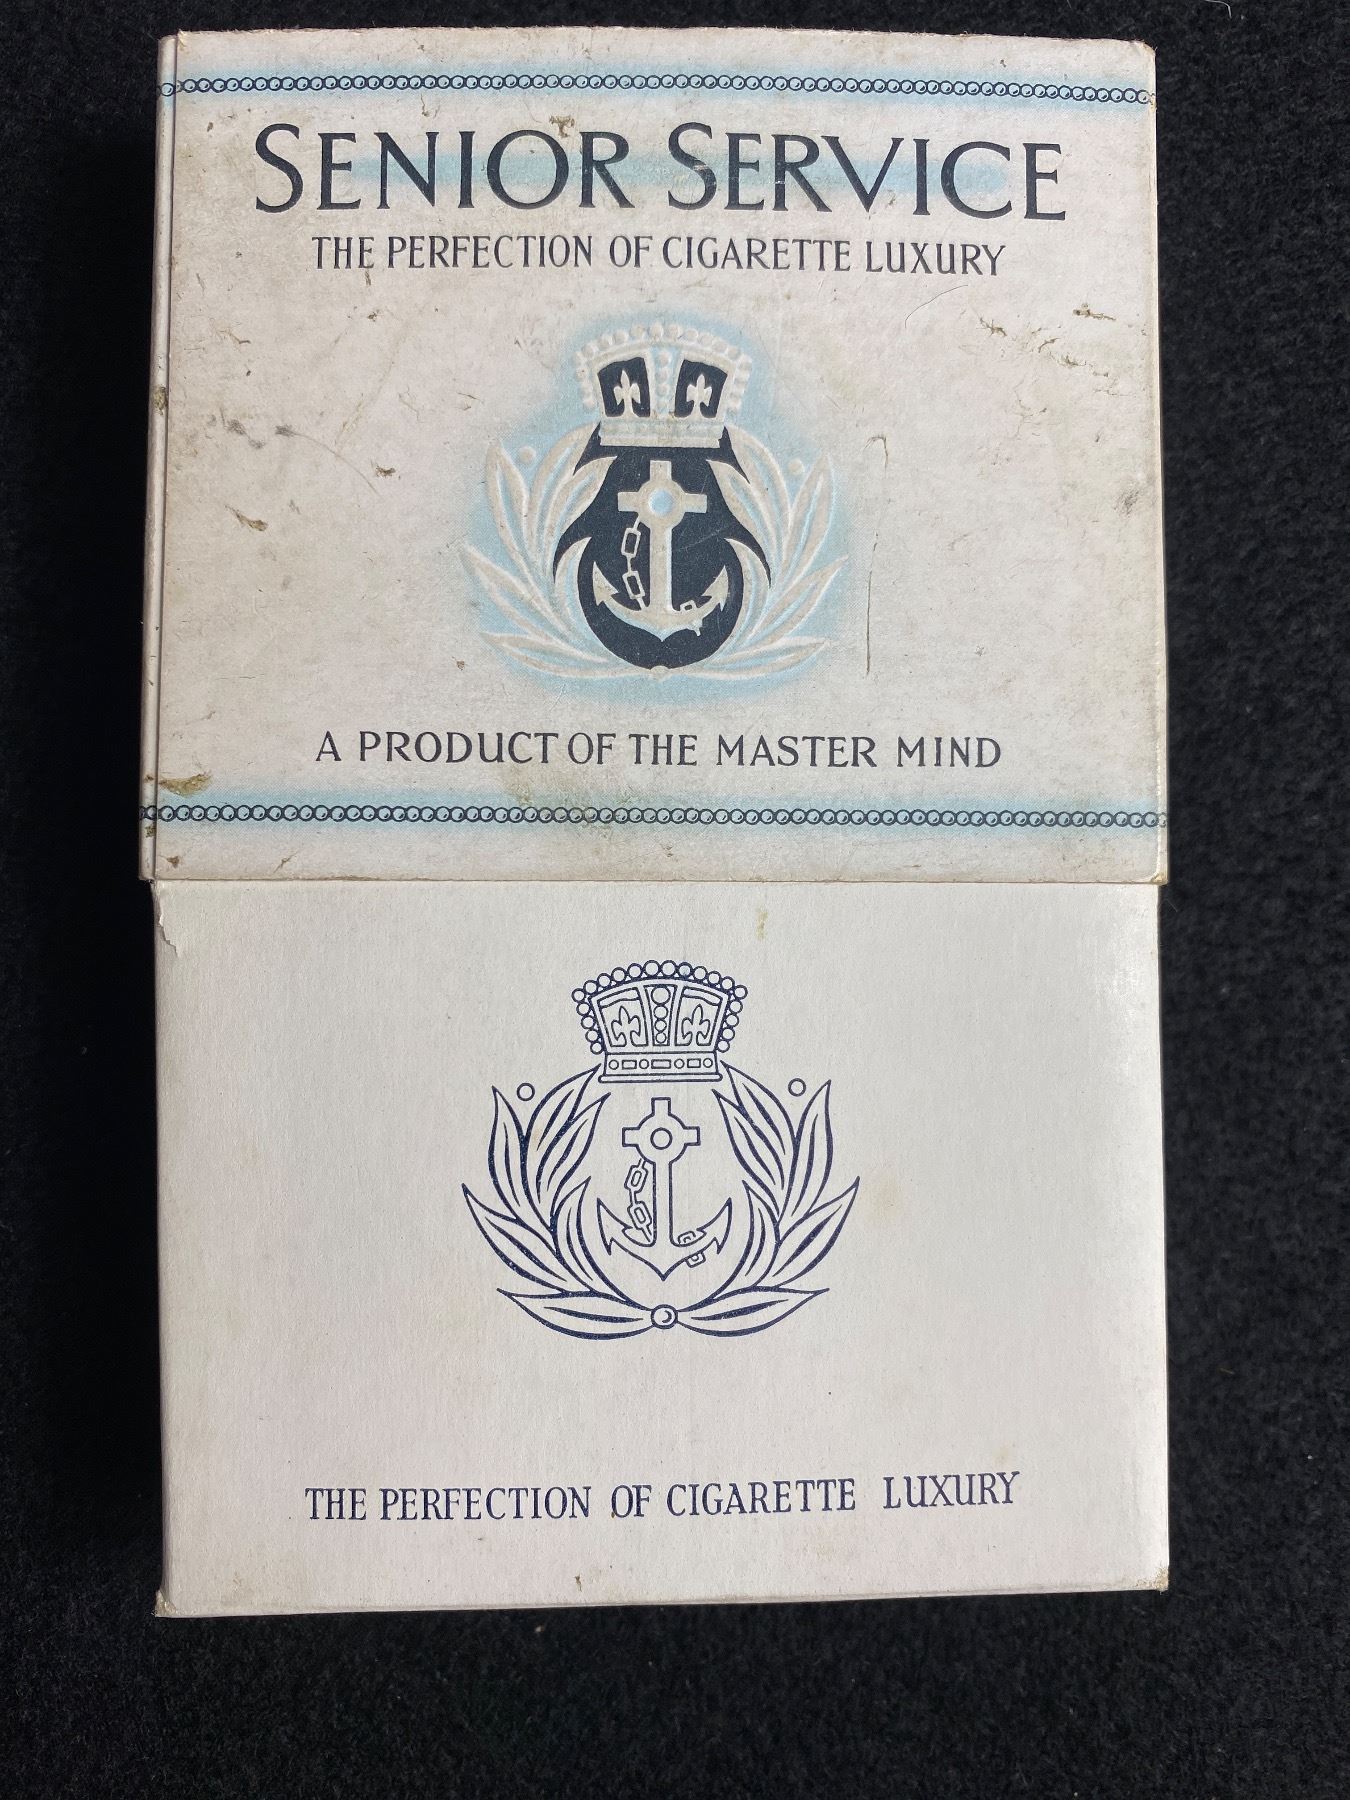 SENIOR SERVICE
THE PERFECTION OF CIGARETTE LUXURY
A PRODUCT OF THE MASTER MIND
THE PERFECTION OF CIGARETTE LUXURY